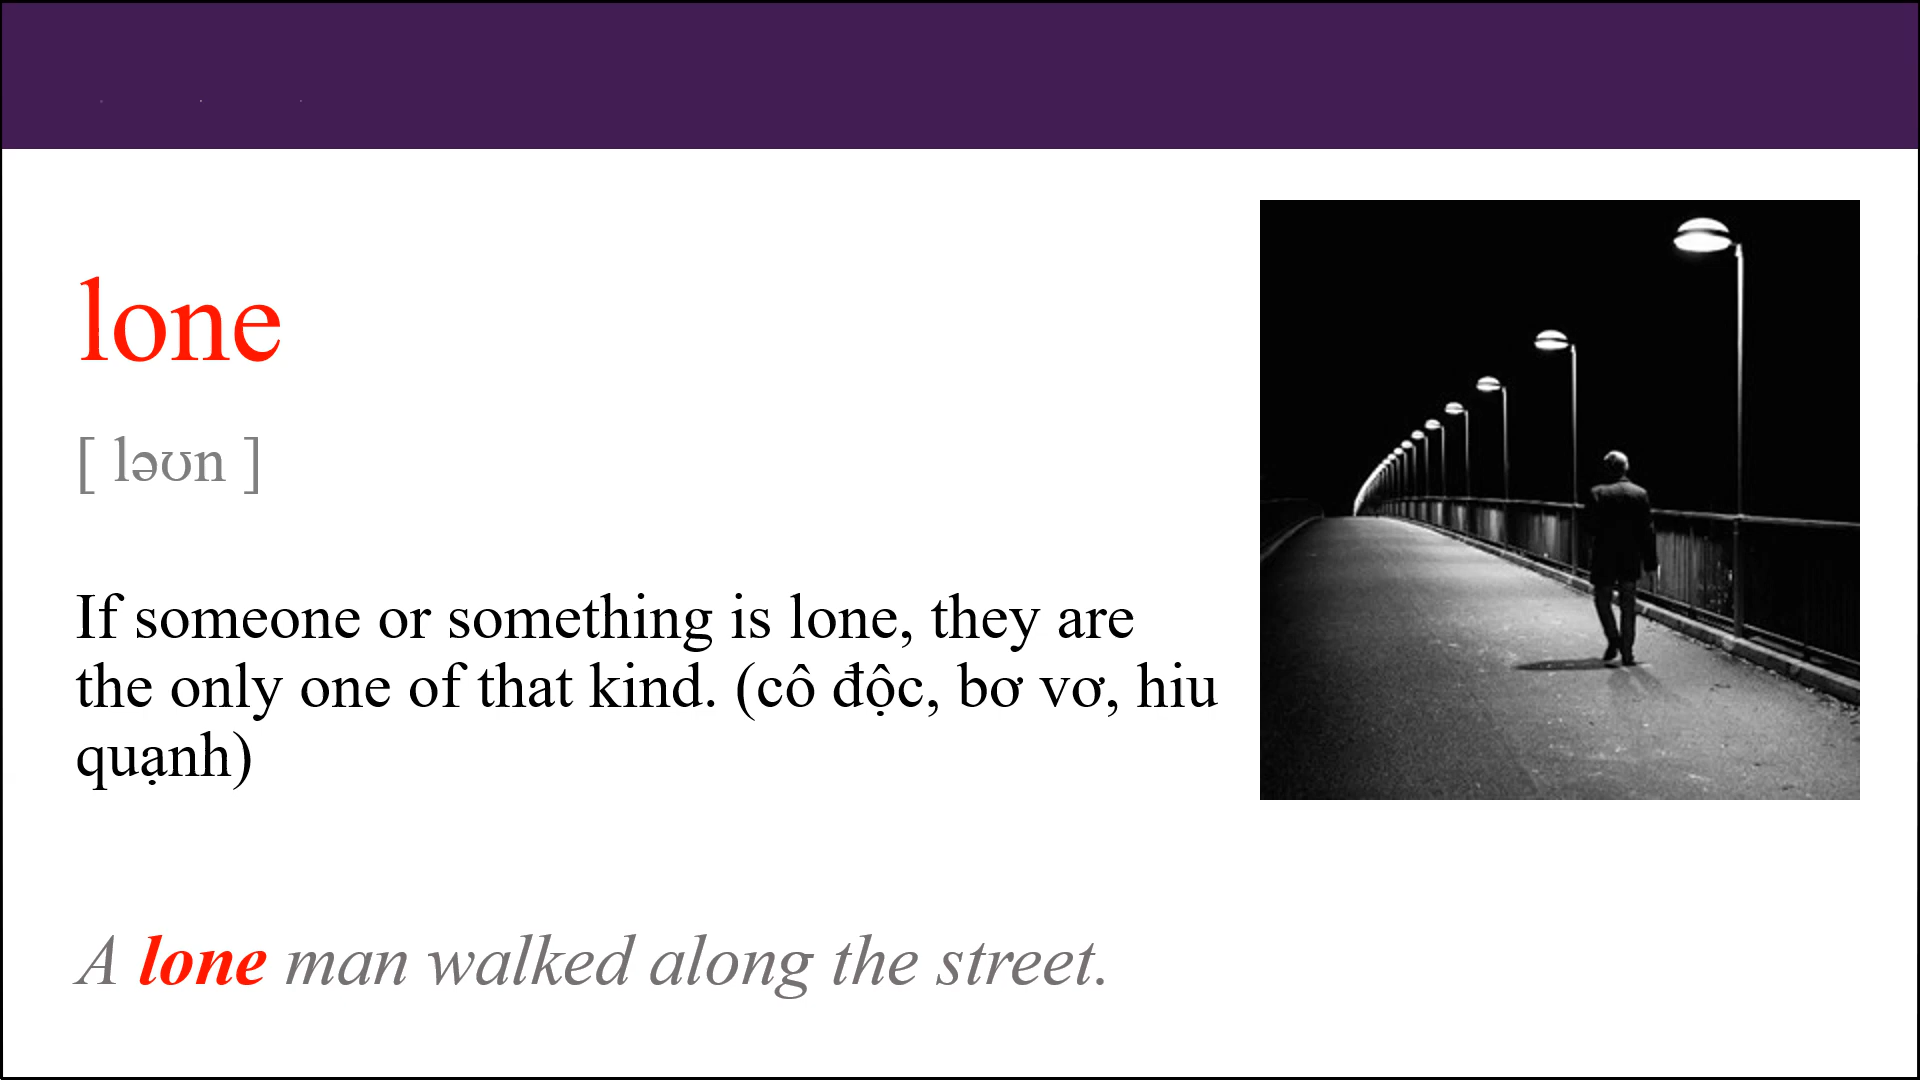 lone
[ ləʊn ]
If someone or something is lone, they are
the only one of that kind. (cô độc, bơ vơ, hiu
quạnh)
A lone man walked along the street.